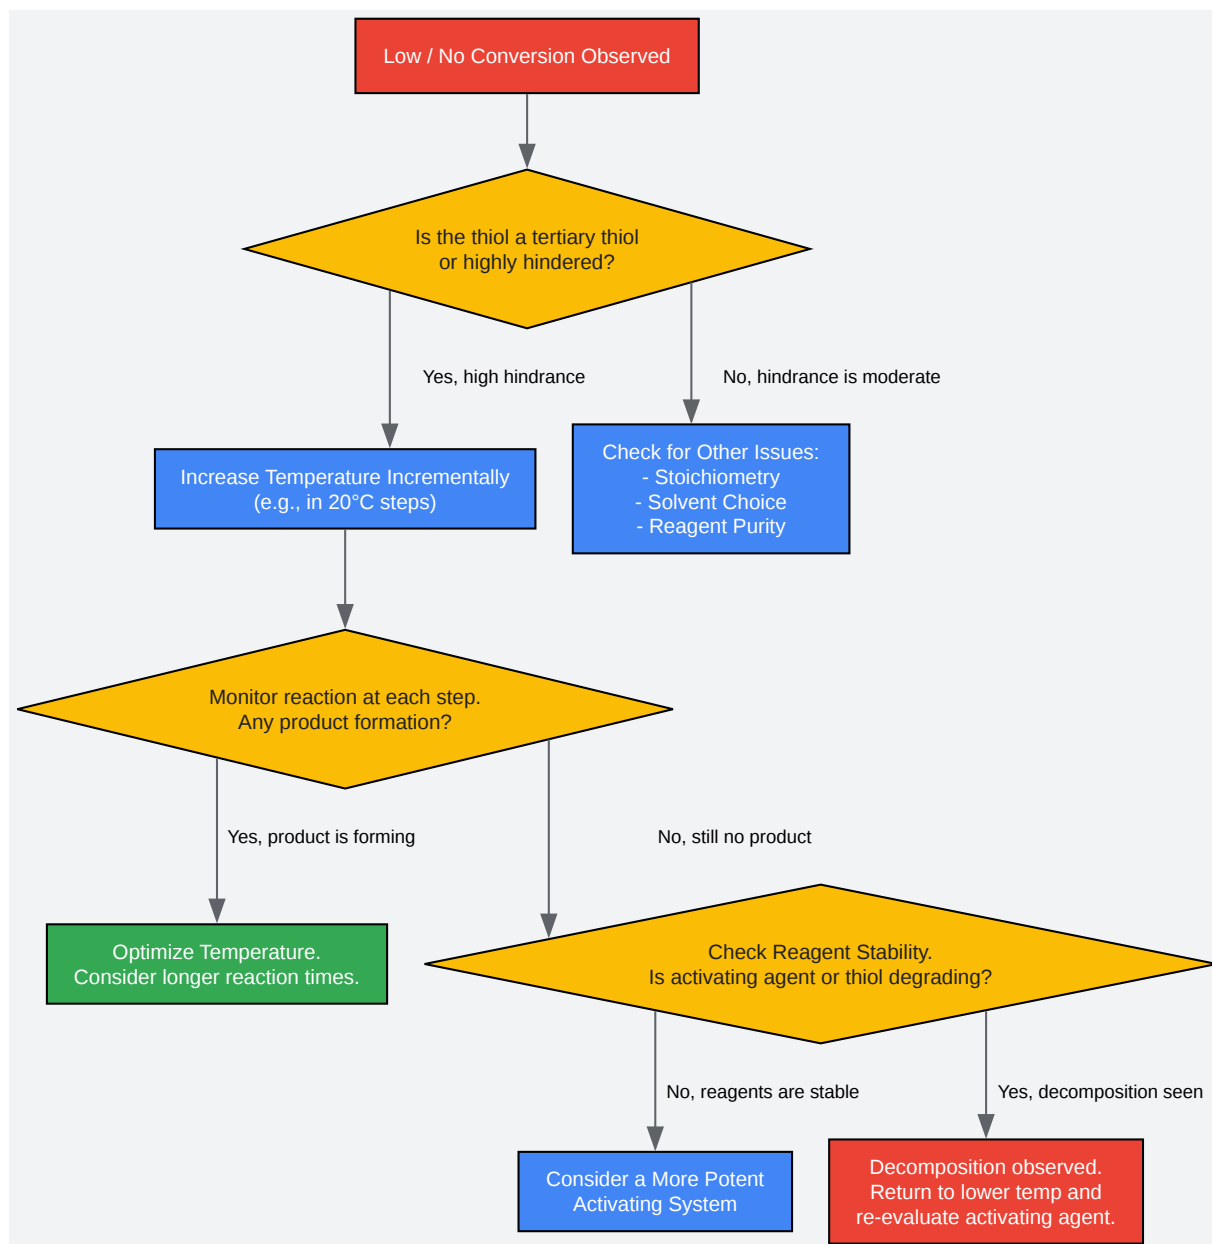 Low / No Conversion Observed
Is the thiol a tertiary thiol
or highly hindered?
Yes, high hindrance
No, hindrance is moderate
Increase Temperature Incrementally
(e.g., in 20°C steps)
Check for Other Issues:
- Stoichiometry
- Solvent Choice
- Reagent Purity
Monitor reaction at each step.
Any product formation?
Yes, product is forming
No, still no product
Optimize Temperature.
Consider longer reaction times.
Check Reagent Stability.
Is activating agent or thiol degrading?
No, reagents are stable
Yes, decomposition seen
Consider a More Potent
Activating System
Decomposition observed.
Return to lower temp and
re-evaluate activating agent.